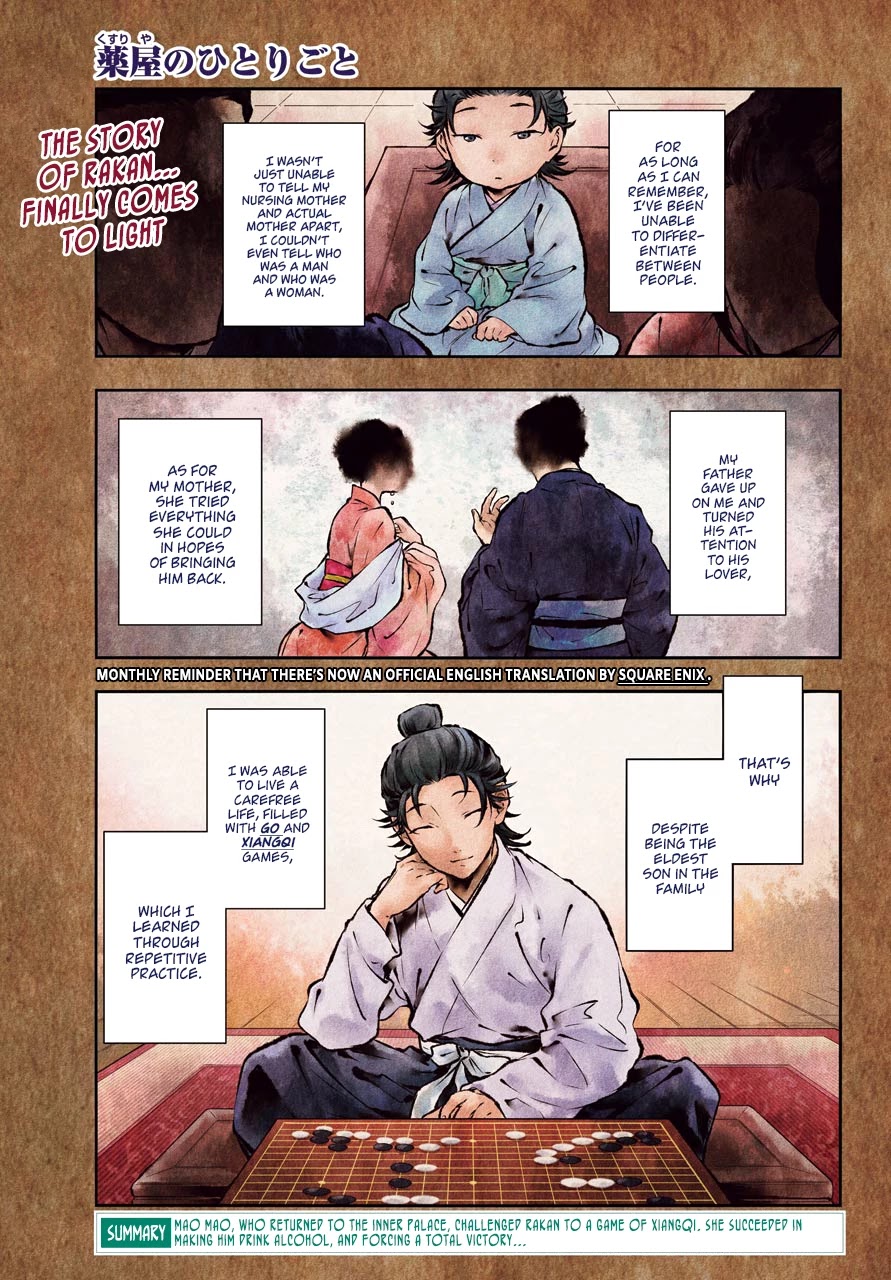 くすり や
薬屋のひとりごと
THE STORY
OF RAKAN...
FINALLY COMES
TO LIGHT
FOR
AS LONG
AS I CAN
REMEMBER,
I'VE BEEN
UNABLE
TO DIFFER-
ENTIATE
BETWEEN
PEOPLE.
I WASN'T
JUST UNABLE
TO TELL MY
NURSING MOTHER
AND ACTUAL
MOTHER APART,
I COULDN'T
EVEN TELL WHO
WAS A MAN
AND WHO WAS
A WOMAN.
MY
FATHER
GAVE UP
ON ME AND
TURNED
HIS AT-
TENTION
TO HIS
LOVER,
AS FOR
MY MOTHER,
SHE TRIED
EVERYTHING
SHE COULD
IN HOPES
OF BRINGING
HIM BACK.
MONTHLY REMINDER THAT THERE'S NOW AN OFFICIAL ENGLISH TRANSLATION BY SQUARE ENIX.
THAT'S
WHY
DESPITE
BEING THE
ELDEST
SON IN THE
FAMILY
I WAS ABLE
TO LIVE A
CAREFREE
LIFE, FILLED
WITH GO AND
XIANGQI
GAMES,
WHICH I
LEARNED
THROUGH
REPETITIVE
PRACTICE.
SUMMARY
MAO MAO, WHO RETURNED TO THE INNER PALACE, CHALLENGED RAKAN TO A GAME OF XIANGQI. SHE SUCCEEDED IN
MAKING HIM DRINK ALCOHOL, AND FORCING A TOTAL VICTORY...